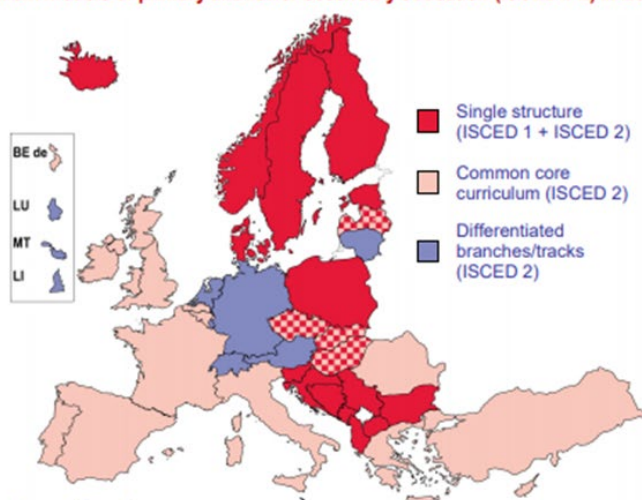 Single structure
(ISCED 1 + ISCED 2)
Common core
curriculum (ISCED 2)
Differentiated
branches/tracks
(ISCED 2)
BE de
LU
MT
LI